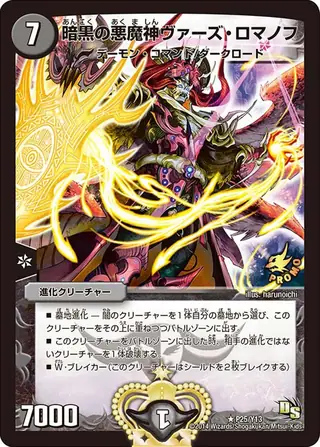 7
あんこく あくましん
暗黒の悪魔神ヴァーズ・ロマノフ
デーモン・コマンド/ダークロード
PROMO
Illus. harunoichi
進化クリーチャー
■ 墓地進化－闇のクリーチャーを1体自分の墓地から選び、このクリーチャーをその上に重ねつつバトルゾーンに出す
■ このクリーチャーをバトルゾーンに出した時、相手の進化ではないクリーチャーを1体破壊する
■ W・ブレイカー(このクリーチャーはシールドを2枚ブレイクする)
7000
DS
★P25/Y13
©2014 Wizards/Shogakukan/Mitsui-Kids